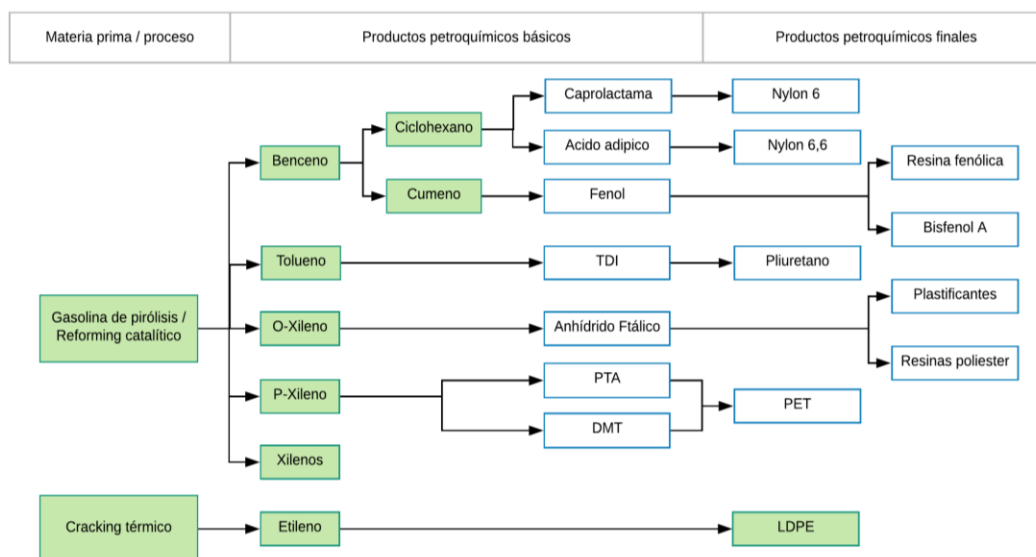 Materia prima / proceso
Productos petroquímicos básicos
Productos petroquímicos finales
Caprolactama
Nylon 6
Ciclohexano
Acido adipico
Nylon 6,6
Benceno
Resina fenólica
Cumeno
Fenol
Bisfenol A
Tolueno
TDI
Pliuretano
Plastificantes
Gasolina de pirólisis /
Reforming catalítico
O-Xileno
Anhídrido Ftálico
Resinas poliester
PTA
P-Xileno
PET
DMT
Xilenos
Cracking térmico
Etileno
LDPE